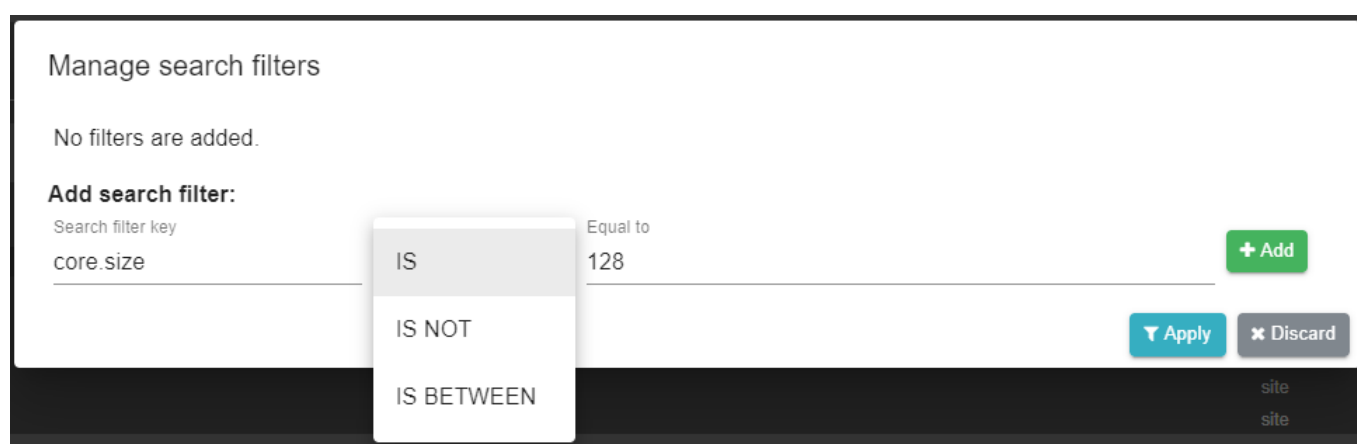 Manage search filters
No filters are added.
Add search filter:
Search filter key
Equal to
core.size
IS
128
+ Add
IS NOT
Apply
× Discard
IS BETWEEN
site
site